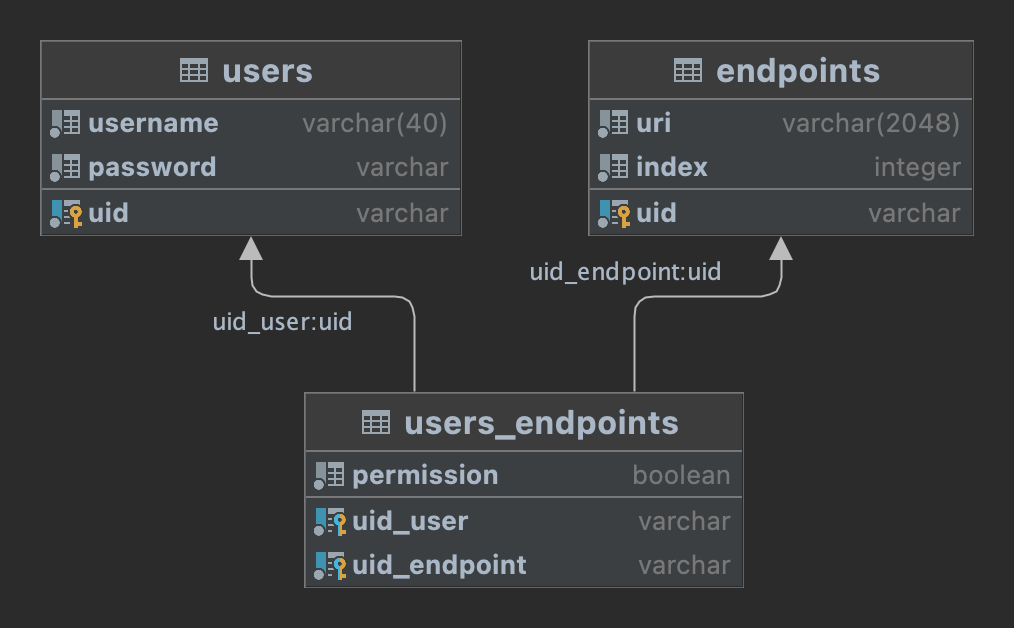 users
username varchar(40)
password varchar
uid varchar
endpoints
uri varchar(2048)
index integer
uid varchar
uid_endpoint:uid
uid_user:uid
users_endpoints
permission boolean
uid_user varchar
uid_endpoint varchar